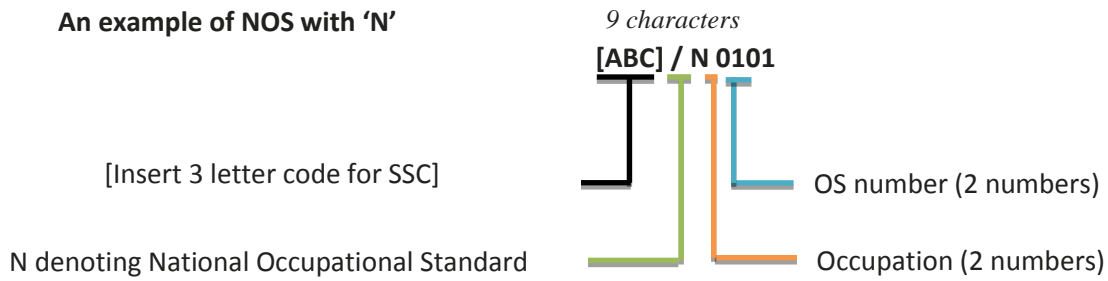 An example of NOS with ‘N’
9 characters
[ABC] / N 0101
[Insert 3 letter code for SSC]
OS number (2 numbers)
N denoting National Occupational Standard
Occupation (2 numbers)